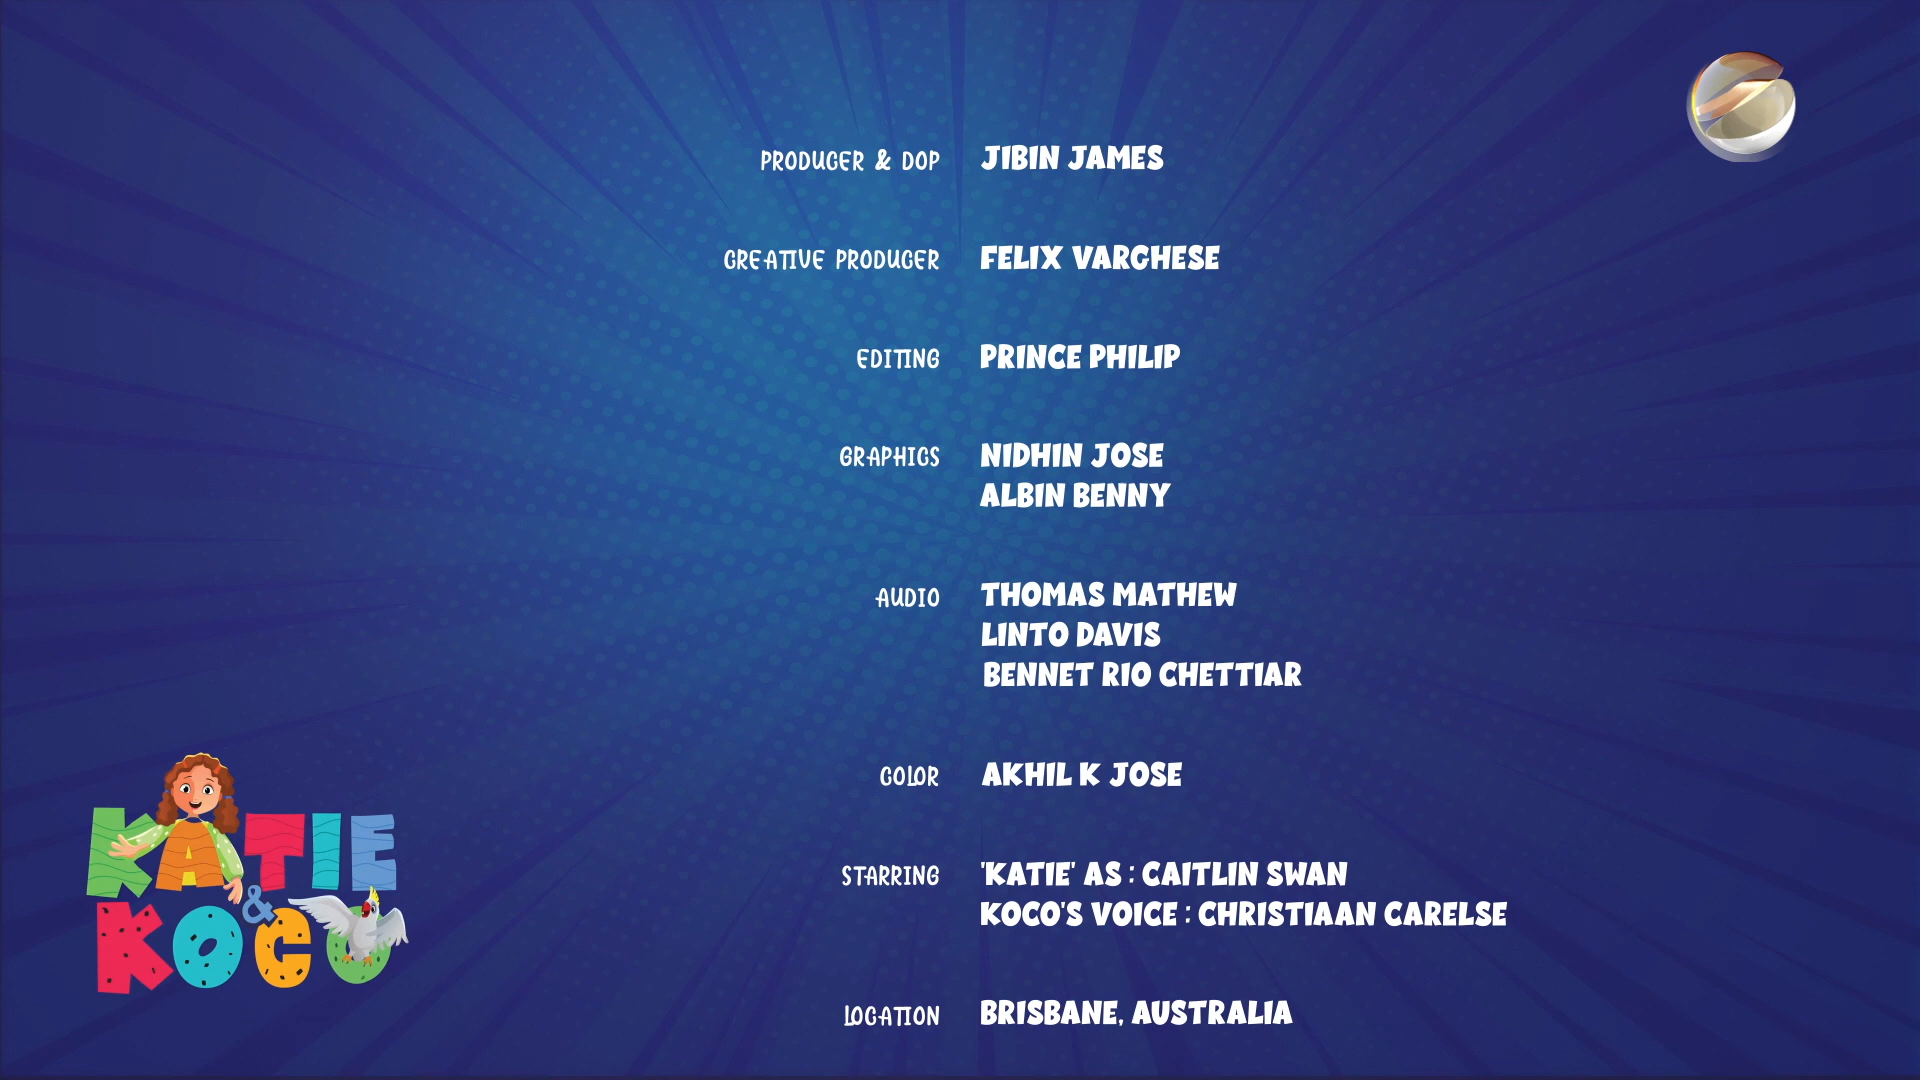 PRODUCER & DOP JIBIN JAMES
CREATIVE PRODUCER FELIX VARGHESE
EDITING PRINCE PHILIP
GRAPHICS NIDHIN JOSE
ALBIN BENNY
AUDIO THOMAS MATHEW
LINTO DAVIS
BENNET RIO CHETTIAR
COLOR AKHIL K JOSE
STARRING 'KATIE' AS : CAITLIN SWAN
KOCO'S VOICE : CHRISTIAAN CARELSE
LOCATION BRISBANE, AUSTRALIA
KATIE
&
KOCO